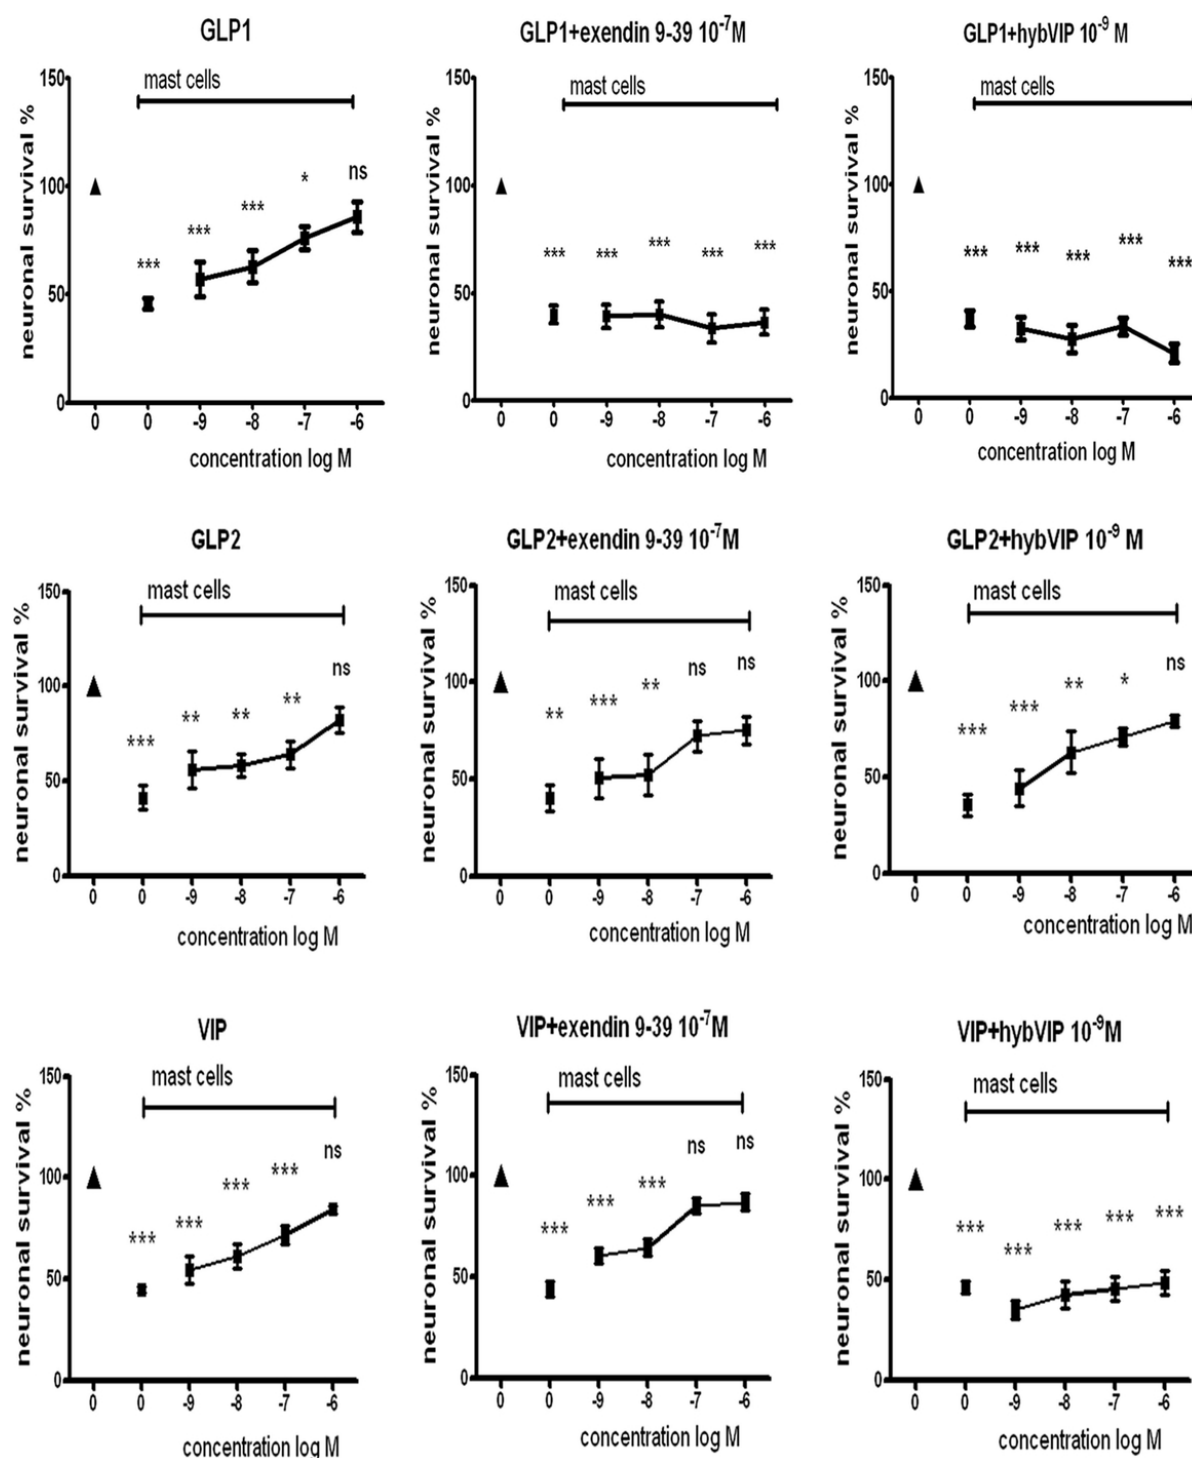 GLP1
mast cells
neuronal survival %
150
100
50
0
*** *** *** * ns
0 0 -9 -8 -7 -6
concentration log M
GLP1+exendin 9-39 10⁻⁷M
mast cells
neuronal survival %
150
100
50
0
*** *** *** *** ***
0 0 -9 -8 -7 -6
concentration log M
GLP1+hybVIP 10⁻⁹ M
mast cells
neuronal survival %
150
100
50
0
*** *** *** *** ***
0 0 -9 -8 -7 -6
concentration log M
GLP2
mast cells
neuronal survival %
150
100
50
0
*** ** ** ** ns
0 0 -9 -8 -7 -6
concentration log M
GLP2+exendin 9-39 10⁻⁷M
mast cells
neuronal survival %
150
100
50
0
** *** ** ns ns
0 0 -9 -8 -7 -6
concentration log M
GLP2+hybVIP 10⁻⁹ M
mast cells
neuronal survival %
150
100
50
0
*** *** ** * ns
0 0 -9 -8 -7 -6
concentration log M
VIP
mast cells
neuronal survival %
150
100
50
0
*** *** *** *** ns
0 0 -9 -8 -7 -6
concentration log M
VIP+exendin 9-39 10⁻⁷M
mast cells
neuronal survival %
150
100
50
0
*** *** *** ns ns
0 0 -9 -8 -7 -6
concentration log M
VIP+hybVIP 10⁻⁹M
mast cells
neuronal survival %
150
100
50
0
*** *** *** *** ***
0 0 -9 -8 -7 -6
concentration log M